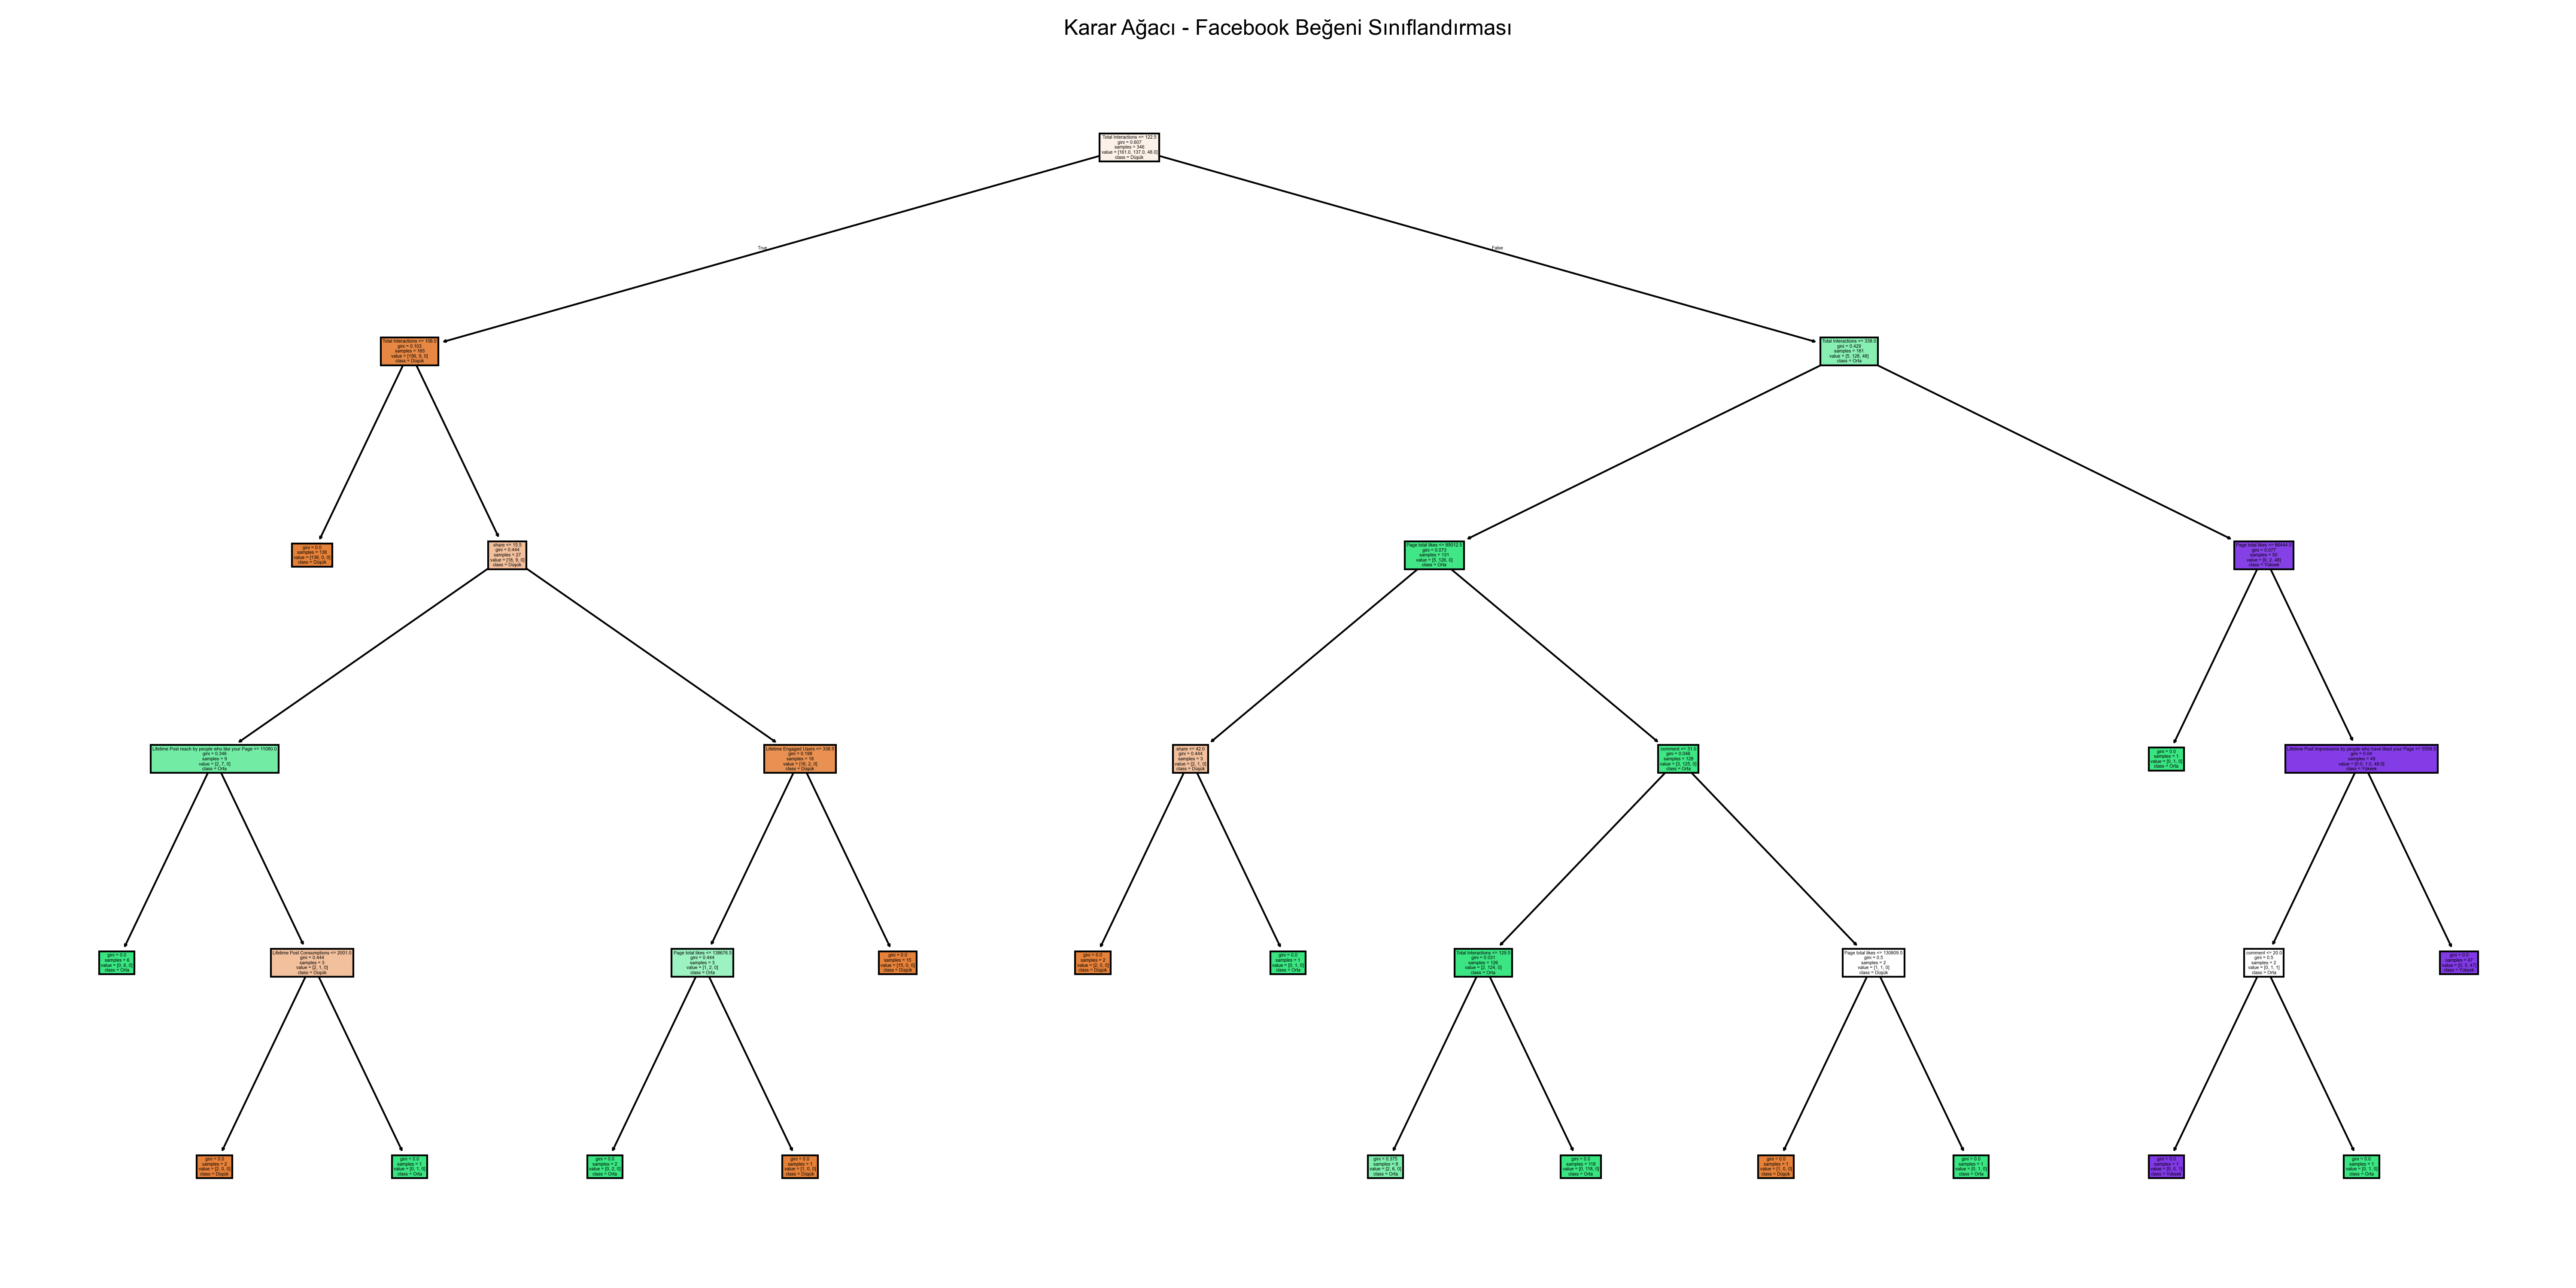 Karar Ağacı - Facebook Beğeni Sınıflandırması
Total Interactions <= 122.5
gini = 0.607
samples = 346
value = [161.0, 137.0, 48.0]
class = Düşük
True
False
Total Interactions <= 106.0
gini = 0.103
samples = 165
value = [156, 9, 0]
class = Düşük
Total Interactions <= 338.0
gini = 0.429
samples = 181
value = [5, 128, 48]
class = Orta
gini = 0.0
samples = 138
value = [138, 0, 0]
class = Düşük
share <= 15.5
gini = 0.444
samples = 27
value = [18, 9, 0]
class = Düşük
Page total likes <= 89012.5
gini = 0.073
samples = 131
value = [5, 126, 0]
class = Orta
Page total likes <=
gini = 0.077
samples = 50
value = [0, 2, 48]
class = Yüksek
Lifetime Post reach by people who like your Page <= 11080.0
gini = 0.346
samples = 9
value = [2, 7, 0]
class = Orta
Lifetime Engaged Users <= 338.5
gini = 0.198
samples = 18
value = [16, 2, 0]
class = Düşük
share <= 42.0
gini = 0.444
samples = 3
value = [2, 1, 0]
class = Düşük
comment <= 31.0
gini = 0.046
samples = 128
value = [3, 125, 0]
class = Orta
gini = 0.0
samples = 1
value = [0, 1, 0]
class = Orta
Lifetime Post Impressions by people who have liked your Page <=
gini = 0.04
samples = 49
value = [0.0, 1.0, 48.0]
class = Yüksek
gini = 0.0
samples = 6
value = [0, 6, 0]
class = Orta
Lifetime Post Consumptions <= 2001.0
gini = 0.444
samples = 3
value = [2, 1, 0]
class = Düşük
Page total likes <= 138676.5
gini = 0.444
samples = 3
value = [1, 2, 0]
class = Orta
gini = 0.0
samples = 15
value = [15, 0, 0]
class = Düşük
gini = 0.0
samples = 2
value = [2, 0, 0]
class = Düşük
gini = 0.0
samples = 1
value = [0, 1, 0]
class = Orta
Total Interactions <= 129.5
gini = 0.031
samples = 126
value = [2, 124, 0]
class = Orta
Page total likes <= 130809.0
gini = 0.5
samples = 2
value = [1, 1, 0]
class = Düşük
comment <= 20.0
gini = 0.5
samples = 2
value = [0, 1, 1]
class = Orta
gini = 0.0
samples = 47
value = [0, 0, 47]
class = Yüksek
gini = 0.0
samples = 2
value = [2, 0, 0]
class = Düşük
gini = 0.0
samples = 1
value = [0, 1, 0]
class = Orta
gini = 0.0
samples = 2
value = [0, 2, 0]
class = Orta
gini = 0.0
samples = 1
value = [1, 0, 0]
class = Düşük
gini = 0.375
samples = 8
value = [2, 6, 0]
class = Orta
gini = 0.0
samples = 118
value = [0, 118, 0]
class = Orta
gini = 0.0
samples = 1
value = [1, 0, 0]
class = Düşük
gini = 0.0
samples = 1
value = [0, 1, 0]
class = Orta
gini = 0.0
samples = 1
value = [0, 0, 1]
class = Yüksek
gini = 0.0
samples = 1
value = [0, 1, 0]
class = Orta